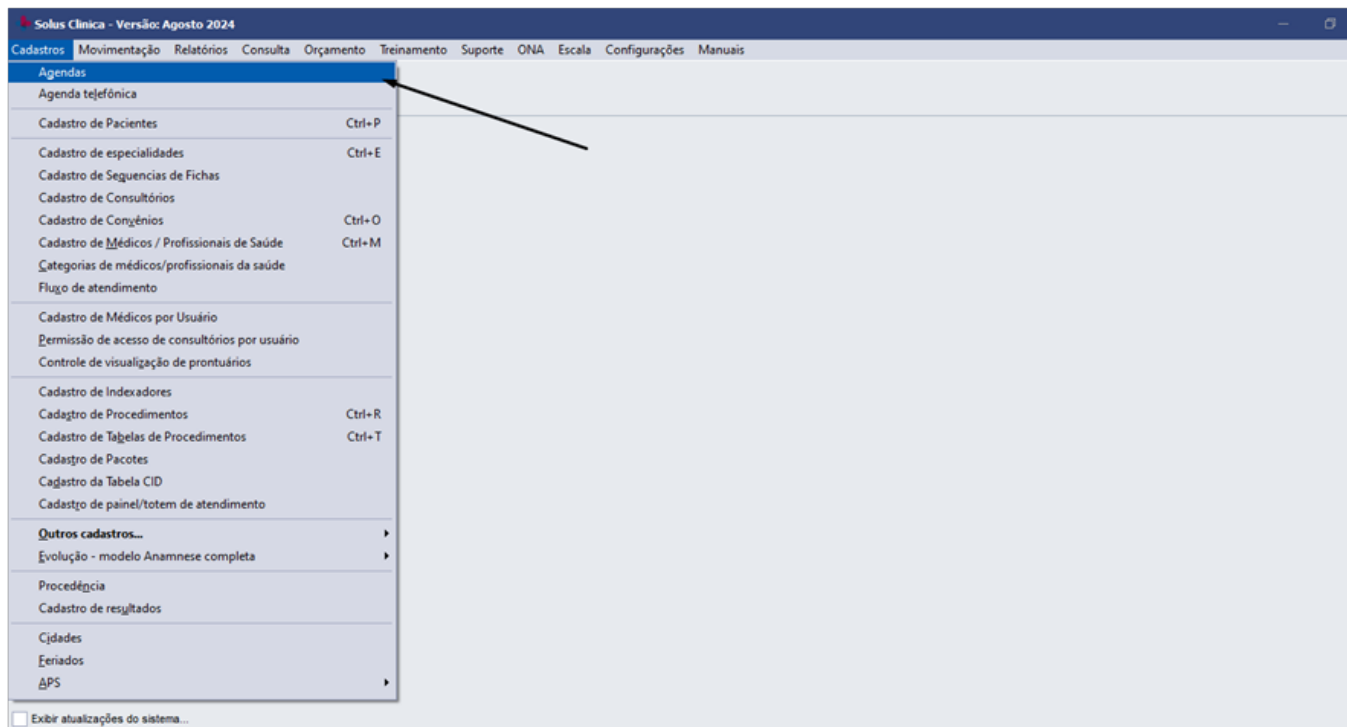 Solus Clinica - Versão: Agosto 2024
Cadastros Movimentação Relatórios Consulta Orçamento Treinamento Suporte ONA Escala Configurações Manuais
Agendas
Agenda telefônica
Cadastro de Pacientes Ctrl+P
Cadastro de especialidades Ctrl+E
Cadastro de Sequencias de Fichas
Cadastro de Consultórios
Cadastro de Convênios Ctrl+O
Cadastro de Médicos / Profissionais de Saúde Ctrl+M
Categorias de médicos/profissionais da saúde
Fluxo de atendimento
Cadastro de Médicos por Usuário
Permissão de acesso de consultórios por usuário
Controle de visualização de prontuários
Cadastro de Indexadores
Cadastro de Procedimentos Ctrl+R
Cadastro de Tabelas de Procedimentos Ctrl+T
Cadastro de Pacotes
Cadastro da Tabela CID
Cadastro de painel/totem de atendimento
Outros cadastros...
Evolução - modelo Anamnese completa
Procedência
Cadastro de resultados
Cidades
Feriados
APS
Exibir atualizações do sistema...